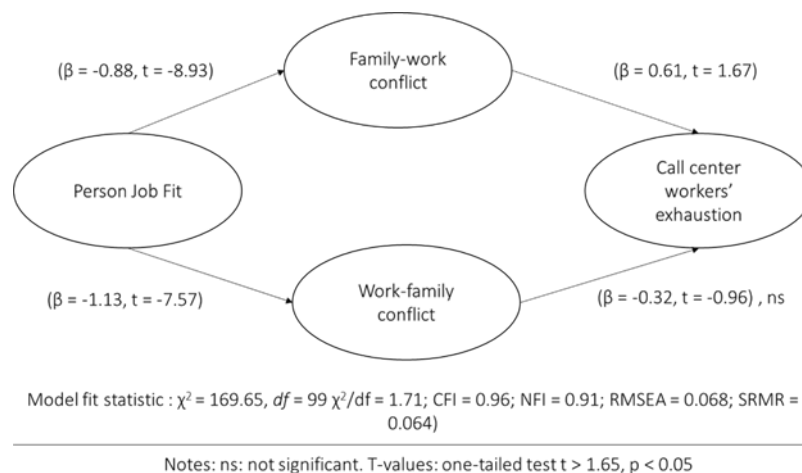 (β = -0.88, t = -8.93)
Family-work
conflict
(β = 0.61, t = 1.67)
Person Job Fit
Call center
workers’
exhaustion
(β = -1.13, t = -7.57)
Work-family
conflict
(β = -0.32, t = -0.96) , ns
Model fit statistic : χ² = 169.65, df = 99 χ²/df = 1.71; CFI = 0.96; NFI = 0.91; RMSEA = 0.068; SRMR =
0.064)
Notes: ns: not significant. T-values: one-tailed test t > 1.65, p < 0.05